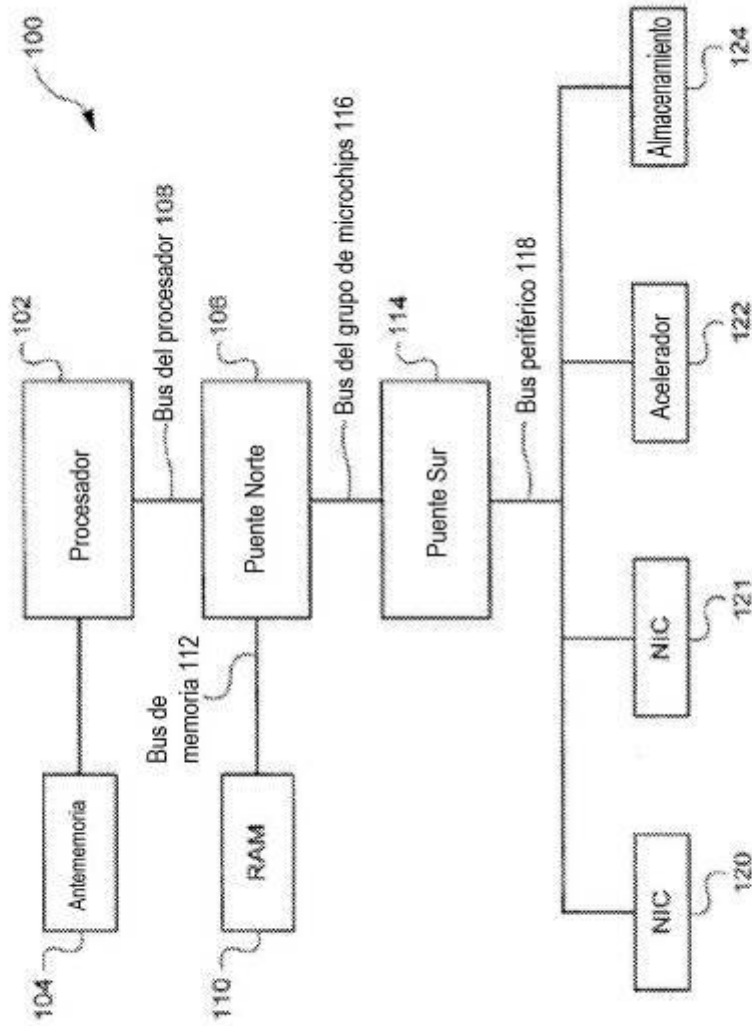 100
102
Procesador
Antememoria
104
Bus del procesador 108
106
Puente Norte
Bus de
memoria 112
RAM
110
Bus del grupo de microchips 116
114
Puente Sur
Bus periférico 118
NIC
120
NIC
121
Acelerador
122
Almacenamiento
124